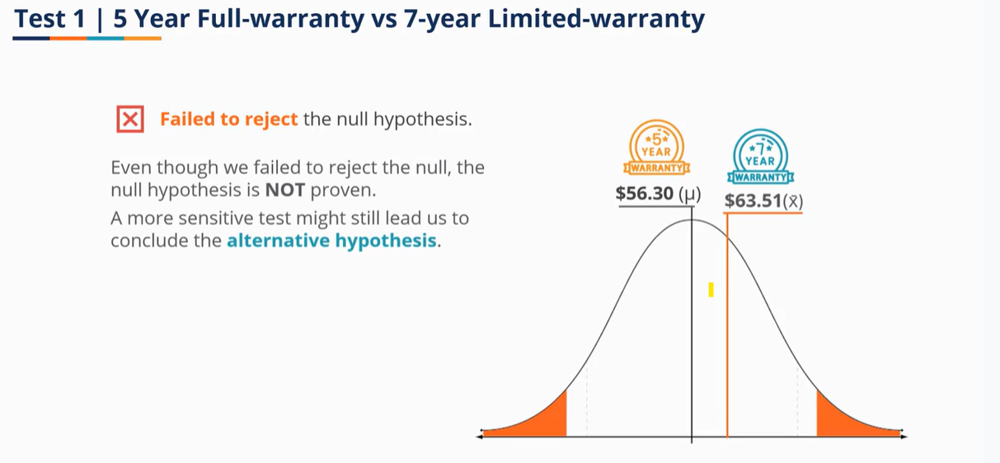 Test 1 | 5 Year Full-warranty vs 7-year Limited-warranty
Failed to reject the null hypothesis.
Even though we failed to reject the null, the
null hypothesis is NOT proven.
A more sensitive test might still lead us to
conclude the alternative hypothesis.
5
YEAR
WARRANTY
$56.30 (μ)
7
YEAR
WARRANTY
$63.51(x̄)